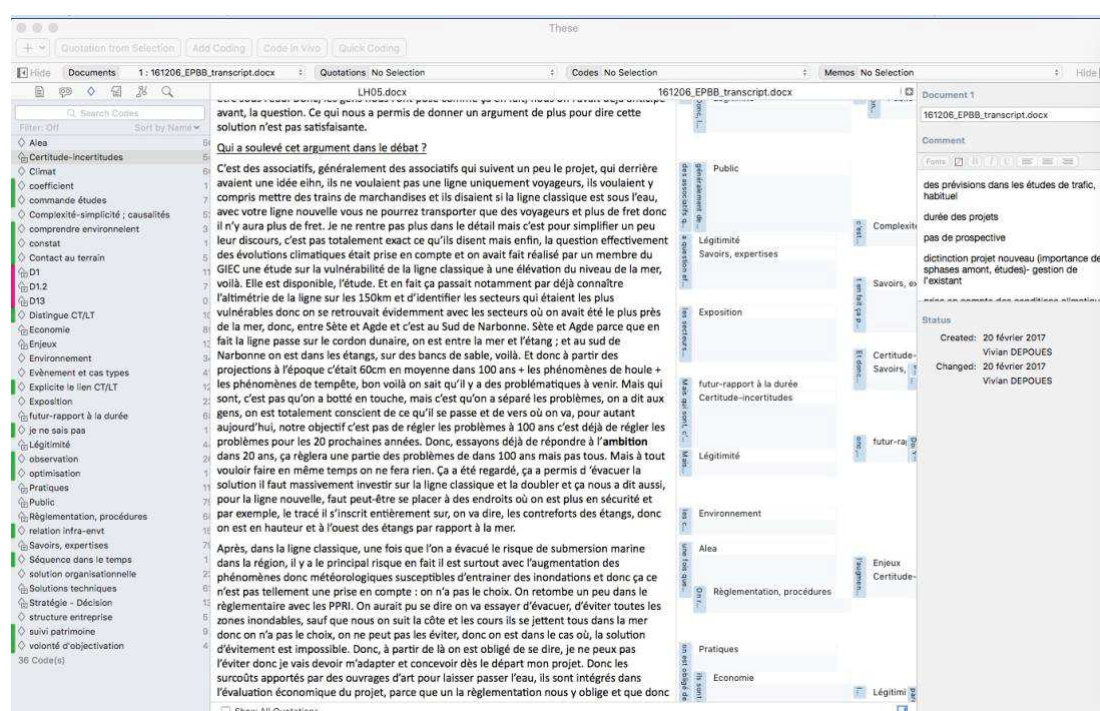 These
Quotation from Selection Add Coding Code in Vivo Quick Coding
Hide Documents 1 : 161206_EPBB_transcript.docx Quotations No Selection Codes No Selection Memos No Selection Hide
LH05.docx 161206_EPBB_transcript.docx
Search Codes
Filter: Off Sort by Name
Alea
Certitude-incertitudes
Climat
coefficient 1
commande études 7
Complexité-simplicité ; causalités
comprendre environnement 3
constat 1
Contact au terrain 5
D1 11
D1.2 7
D13 0
Distingue CT/LT
Economie
Enjeux
Environnement
Evènement et cas types
Explicite le lien CT/LT
Exposition
futur-rapport à la durée
je ne sais pas 1
Légitimité
observation
optimisation 1
Pratiques
Public
Règlementation, procédures
relation infra-envt
Savoirs, expertises
Séquence dans le temps 1
solution organisationnelle
Solutions techniques
Stratégie - Décision
structure entreprise 5
suivi patrimoine 9
volonté d'objectivation 4
36 Code(s)
avant, la question. Ce qui nous a permis de donner un argument de plus pour dire cette
solution n'est pas satisfaisante.
Qui a soulevé cet argument dans le débat ?
C'est des associatifs, généralement des associatifs qui suivent un peu le projet, qui derrière
avaient une idée eihn, ils ne voulaient pas une ligne uniquement voyageurs, ils voulaient y
compris mettre des trains de marchandises et ils disaient si la ligne classique est sous l'eau,
avec votre ligne nouvelle vous ne pourrez transporter que des voyageurs et plus de fret donc
il n'y aura plus de fret. Je ne rentre pas plus dans le détail mais c'est pour simplifier un peu
leur discours, c'est pas totalement exact ce qu'ils disent mais enfin, la question effectivement
des évolutions climatiques était prise en compte et on avait fait réalisé par un membre du
GIEC une étude sur la vulnérabilité de la ligne classique à une élévation du niveau de la mer,
voilà. Elle est disponible, l'étude. Et en fait ça passait notamment par déjà connaître
l'altimétrie de la ligne sur les 150km et d'identifier les secteurs qui étaient les plus
vulnérables donc on se retrouvait évidemment avec les secteurs où on avait été le plus près
de la mer, donc, entre Sète et Agde et c'est au Sud de Narbonne. Sète et Agde parce que en
fait la ligne passe sur le cordon dunaire, on est entre la mer et l'étang ; et au sud de
Narbonne on est dans les étangs, sur des bancs de sable, voilà. Et donc à partir des
projections à l'époque c'était 60cm en moyenne dans 100 ans + les phénomènes de houle +
les phénomènes de tempête, bon voilà on sait qu'il y a des problématiques à venir. Mais qui
sont, c'est pas qu'on a botté en touche, mais c'est qu'on a séparé les problèmes, on a dit aux
gens, on est totalement conscient de ce qu'il se passe et de vers où on va, pour autant
aujourd'hui, notre objectif c'est pas de régler les problèmes à 100 ans c'est déjà de régler les
problèmes pour les 20 prochaines années. Donc, essayons déjà de répondre à l'ambition
dans 20 ans, ça règlera une partie des problèmes de dans 100 ans mais pas tous. Mais à tout
vouloir faire en même temps on ne fera rien. Ça a été regardé, ça a permis d 'évacuer la
solution il faut massivement investir sur la ligne classique et la doubler et ça nous a dit aussi,
pour la ligne nouvelle, faut peut-être se placer à des endroits où on est plus en sécurité et
par exemple, le tracé il s'inscrit entièrement sur, on va dire, les contreforts des étangs, donc
on est en hauteur et à l'ouest des étangs par rapport à la mer.
Après, dans la ligne classique, une fois que l'on a évacué le risque de submersion marine
dans la région, il y a le principal risque en fait il est surtout avec l'augmentation des
phénomènes donc météorologiques susceptibles d'entrainer des inondations et donc ça ce
n'est pas tellement une prise en compte : on n'a pas le choix. On retombe un peu dans le
règlementaire avec les PPRI. On aurait pu se dire on va essayer d'évacuer, d'éviter toutes les
zones inondables, sauf que nous on suit la côte et les cours ils se jettent tous dans la mer
donc on n'a pas le choix, on ne peut pas les éviter, donc on est dans le cas où, la solution
d'évitement est impossible. Donc, à partir de là on est obligé de se dire, je ne peux pas
l'éviter donc je vais devoir m'adapter et concevoir dès le départ mon projet. Donc les
surcoûts apportés par des ouvrages d'art pour laisser passer l'eau, ils sont intégrés dans
l'évaluation économique du projet, parce que un la règlementation nous y oblige et que donc
Show All Quotations
Public
Complexité
Légitimité
Savoirs, expertises
Savoirs, ex
Exposition
Certitude-
Savoirs,
futur-rapport à la durée
Certitude-incertitudes
futur-ra
Légitimité
Environnement
Alea
Enjeux
Certitude-
Règlementation, procédures
Pratiques
Economie
Légitimi
Document 1
161206_EPBB_transcript.docx
Comment
Fonts
des prévisions dans les études de trafic,
habituel
durée des projets
pas de prospective
dictinction projet nouveau (importance de
sphases amont, études)- gestion de
l'existant
prise en compte des conditions climatiqu
Status
Created: 20 février 2017
Vivian DEPOUES
Changed: 20 février 2017
Vivian DEPOUES